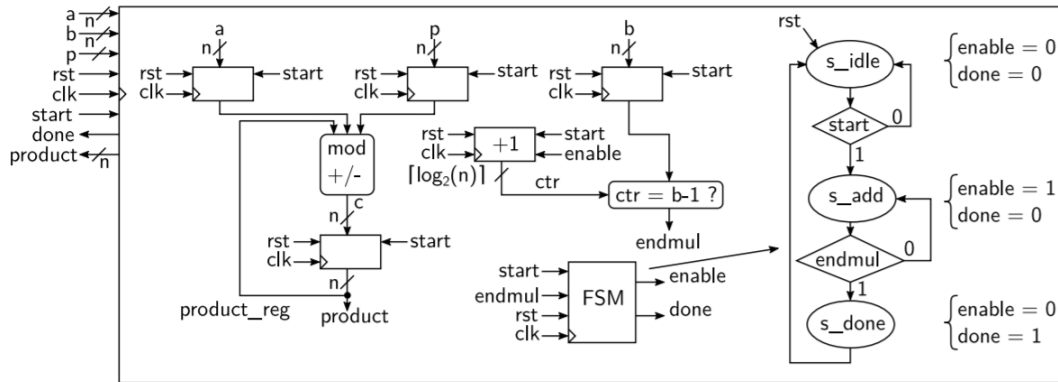 a
n
b
n
p
n
rst
clk
start
done
product
n
a
n
rst
clk
start
p
n
rst
clk
start
b
n
rst
clk
start
mod
+/-
c
n
rst
clk
start
n
product_reg
product
rst
clk
+1
start
enable
⌈log₂(n)⌉
ctr
ctr = b-1 ?
endmul
start
endmul
rst
clk
FSM
enable
done
rst
s_idle
enable = 0
done = 0
start
0
1
s_add
enable = 1
done = 0
endmul
0
1
s_done
enable = 0
done = 1